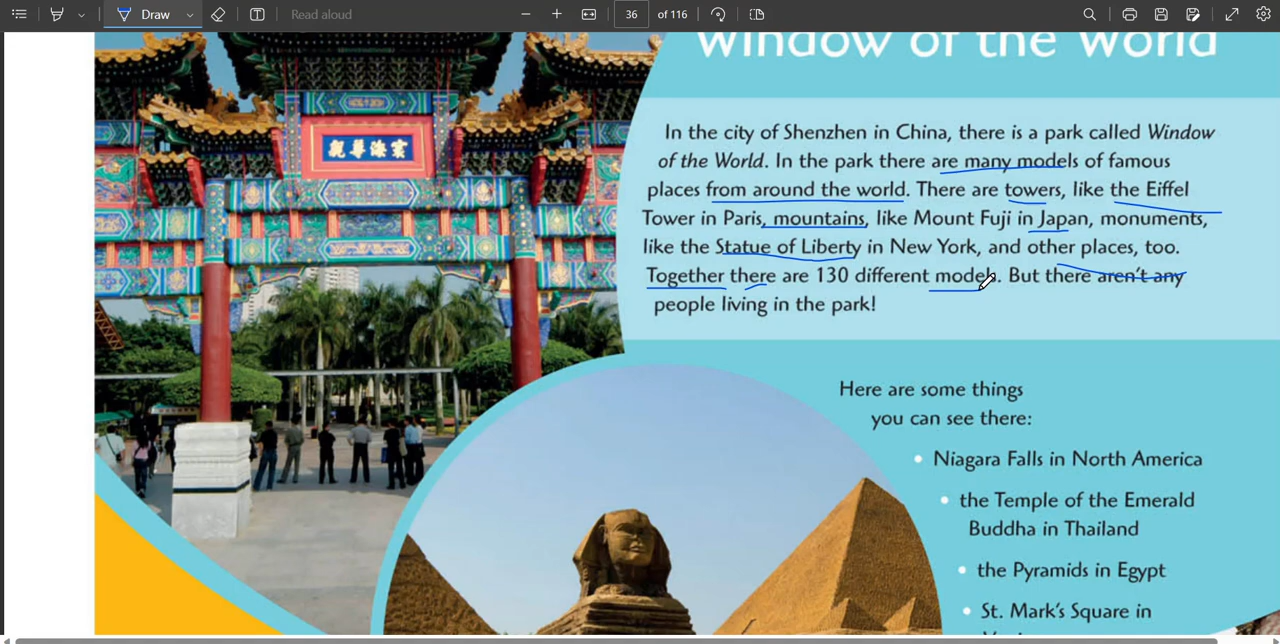 Draw
Read aloud
36 of 116
Window of the World
In the city of Shenzhen in China, there is a park called Window
of the World. In the park there are many models of famous
places from around the world. There are towers, like the Eiffel
Tower in Paris, mountains, like Mount Fuji in Japan, monuments,
like the Statue of Liberty in New York, and other places, too.
Together there are 130 different models. But there aren't any
people living in the park!
Here are some things
you can see there:
• Niagara Falls in North America
• the Temple of the Emerald
Buddha in Thailand
• the Pyramids in Egypt
• St. Mark's Square in